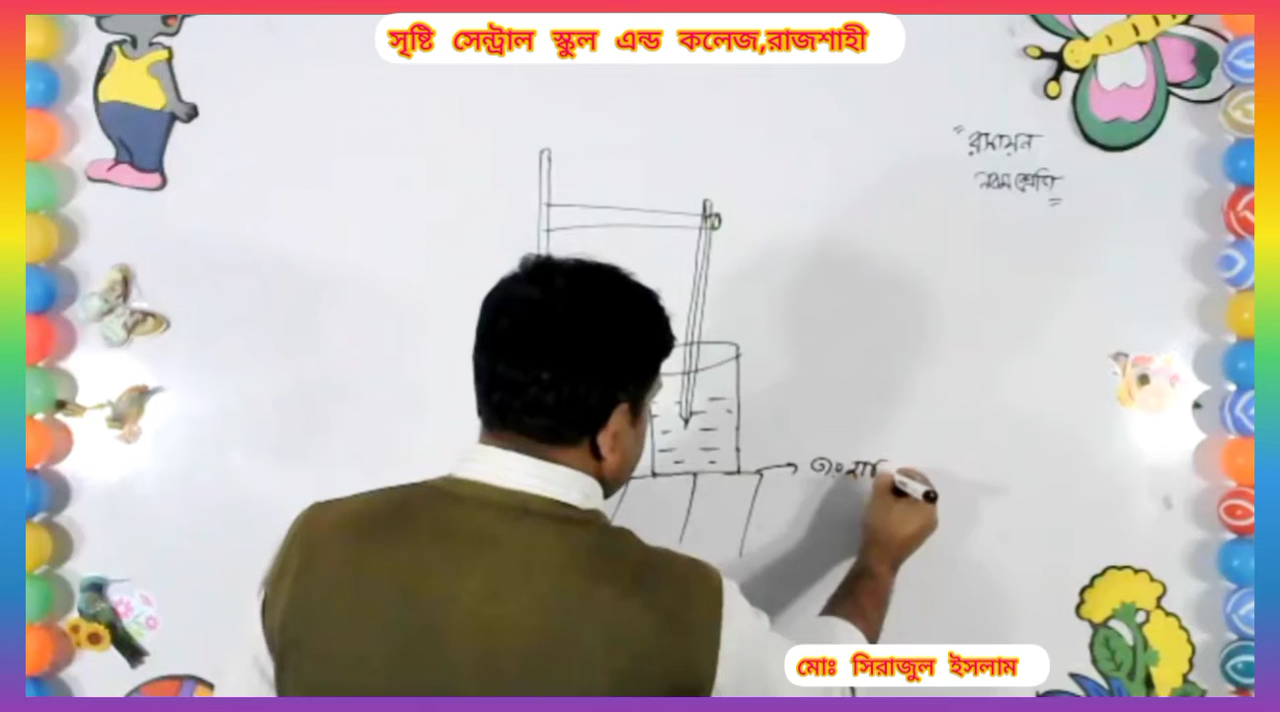 সৃষ্টি সেন্ট্রাল স্কুল এন্ড কলেজ,রাজশাহী
"রসায়ন
নবম শ্রেণি"
মোঃ সিরাজুল ইসলাম